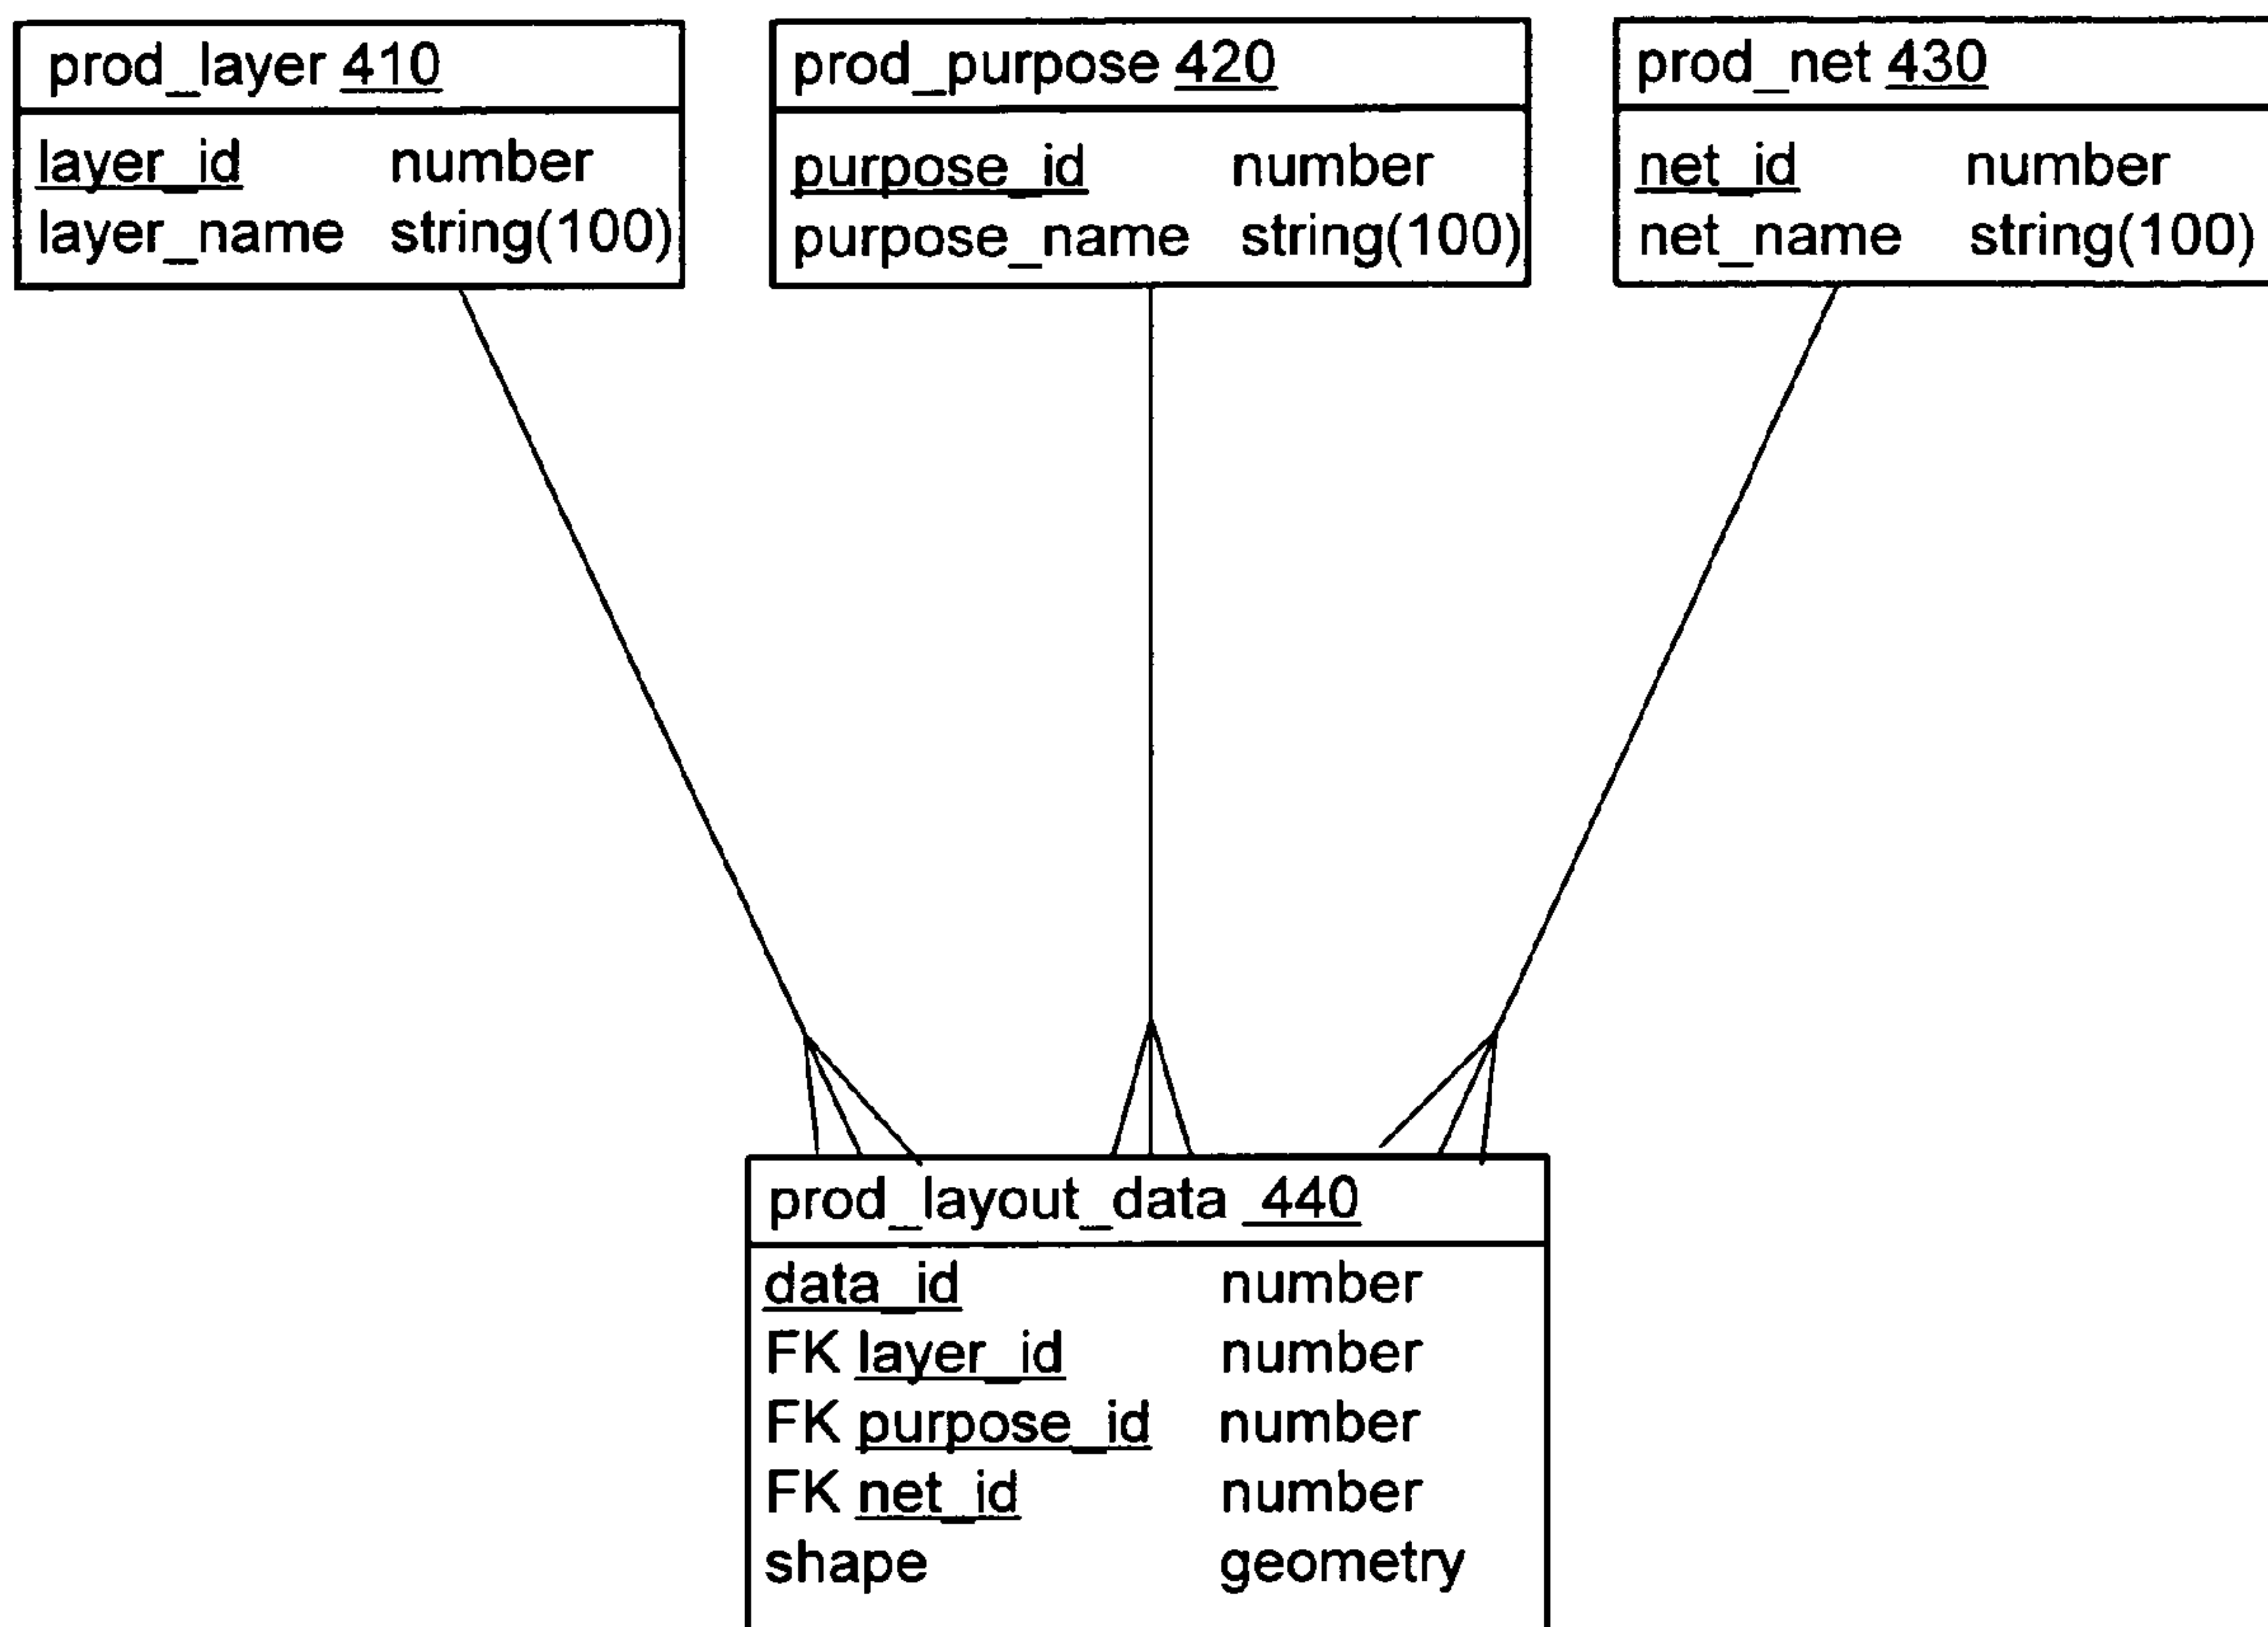 prod_layer 410
layer_id number
layer_name string(100)
prod_purpose 420
purpose_id number
purpose_name string(100)
prod_net 430
net_id number
net_name string(100)
prod_layout_data 440
data_id number
FK layer_id number
FK purpose_id number
FK net_id number
shape geometry